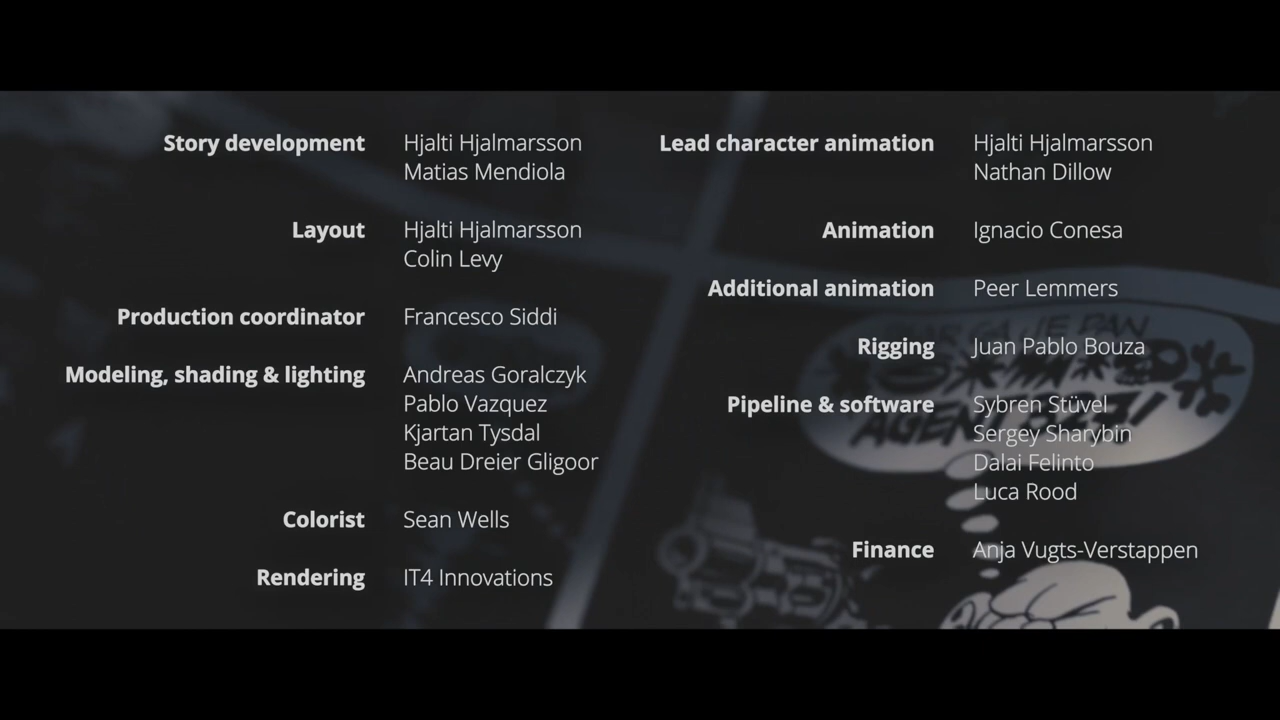 Story development Hjalti Hjalmarsson
Matias Mendiola
Layout Hjalti Hjalmarsson
Colin Levy
Production coordinator Francesco Siddi
Modeling, shading & lighting Andreas Goralczyk
Pablo Vazquez
Kjartan Tysdal
Beau Dreier Gligoor
Colorist Sean Wells
Rendering IT4 Innovations
Lead character animation Hjalti Hjalmarsson
Nathan Dillow
Animation Ignacio Conesa
Additional animation Peer Lemmers
Rigging Juan Pablo Bouza
Pipeline & software Sybren Stüvel
Sergey Sharybin
Dalai Felinto
Luca Rood
Finance Anja Vugts-Verstappen